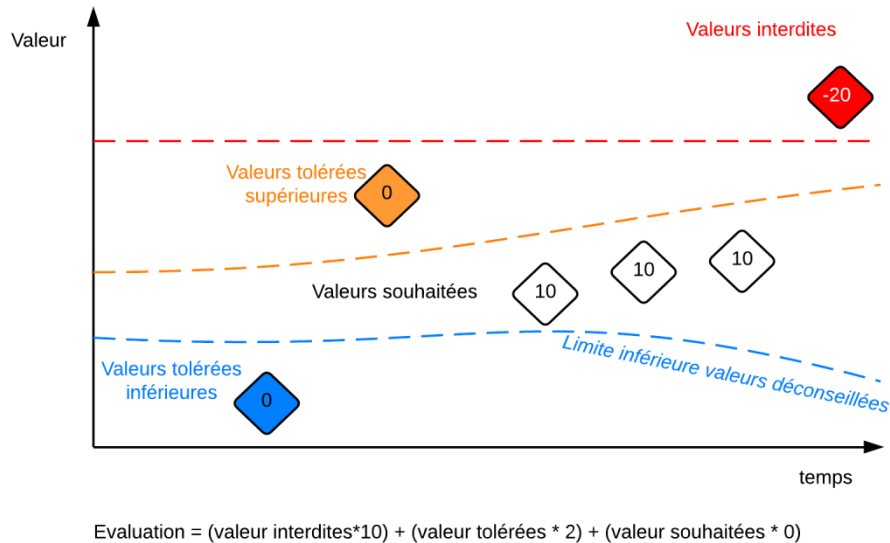 Valeur
Valeurs interdites
-20
Valeurs tolérées
supérieures
0
10
10
10
Valeurs souhaitées
Limite inférieure valeurs déconseillées
Valeurs tolérées
inférieures
0
temps
Evaluation = (valeur interdites*10) + (valeur tolérées * 2) + (valeur souhaitées * 0)